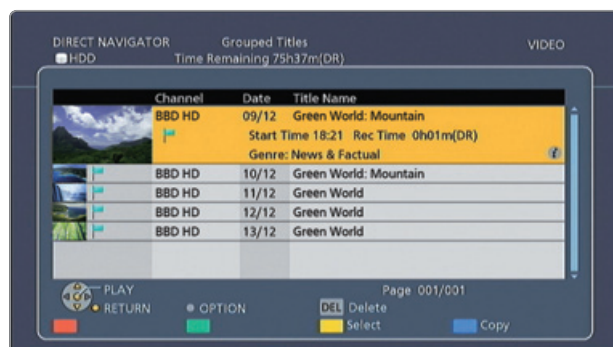 DIRECT NAVIGATOR Grouped Titles VIDEO
HDD Time Remaining 75h37m(DR)
Channel Date Title Name
BBD HD 09/12 Green World: Mountain
Start Time 18:21 Rec Time 0h01m(DR)
Genre: News & Factual i
BBD HD 10/12 Green World: Mountain
BBD HD 11/12 Green World
BBD HD 12/12 Green World
BBD HD 13/12 Green World
PLAY Page 001/001
RETURN OPTION DEL Delete
Select Copy